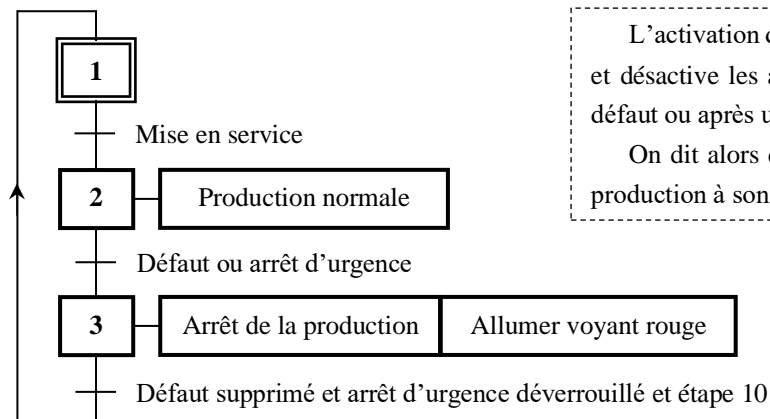 1
Mise en service
2
Production normale
Défaut ou arrêt d’urgence
3
Arrêt de la production
Allumer voyant rouge
Défaut supprimé et arrêt d’urgence déverrouillé et étape 10
L’activation
et désactive les
défaut ou après
On dit alors
production à son